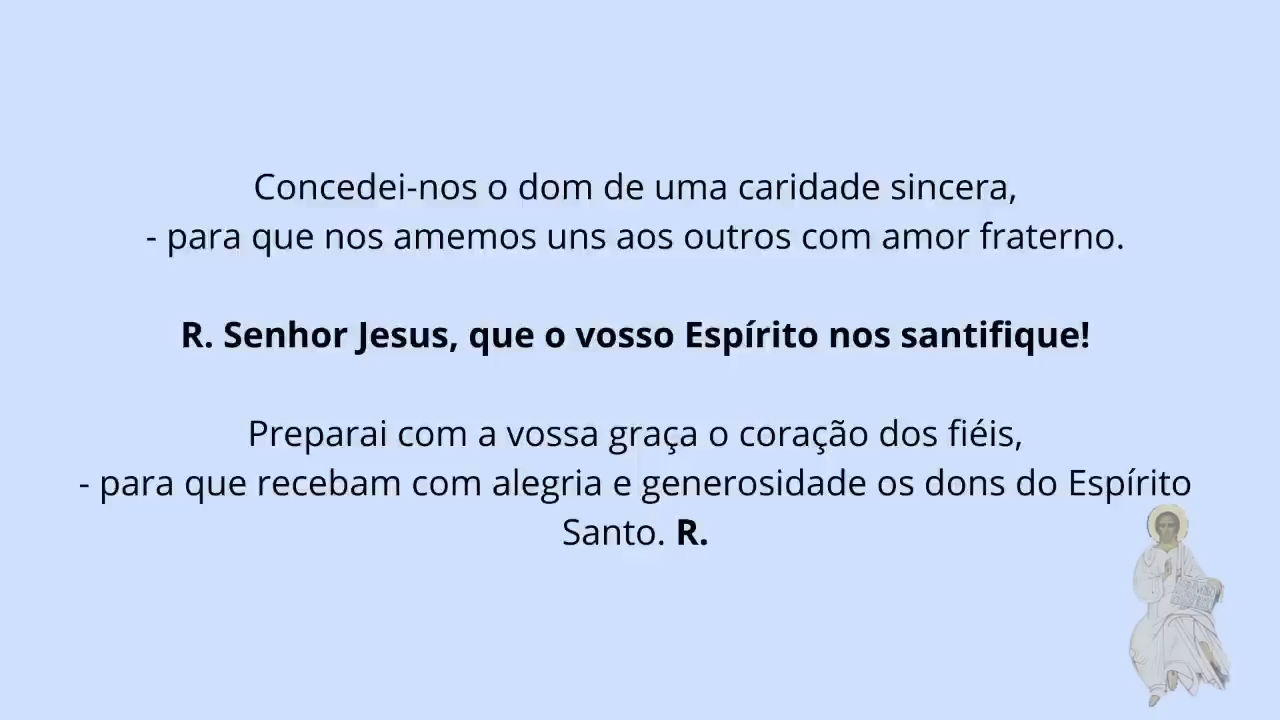 Concedei-nos o dom de uma caridade sincera,
- para que nos amemos uns aos outros com amor fraterno.
R. Senhor Jesus, que o vosso Espírito nos santifique!
Preparai com a vossa graça o coração dos fiéis,
- para que recebam com alegria e generosidade os dons do Espírito
Santo. R.